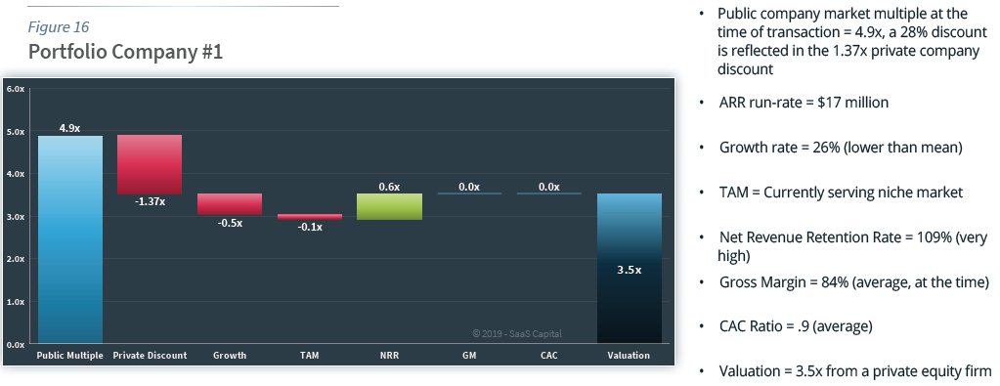 Figure 16
Portfolio Company #1
6.0x
5.0x
4.0x
3.0x
2.0x
1.0x
0.0x
4.9x
-1.37x
-0.5x
-0.1x
0.6x
0.0x
0.0x
3.5x
© 2019 - SaaS Capital
Public Multiple Private Discount Growth TAM NRR GM CAC Valuation
• Public company market multiple at the
time of transaction = 4.9x, a 28% discount
is reflected in the 1.37x private company
discount
• ARR run-rate = $17 million
• Growth rate = 26% (lower than mean)
• TAM = Currently serving niche market
• Net Revenue Retention Rate = 109% (very
high)
• Gross Margin = 84% (average, at the time)
• CAC Ratio = .9 (average)
• Valuation = 3.5x from a private equity firm